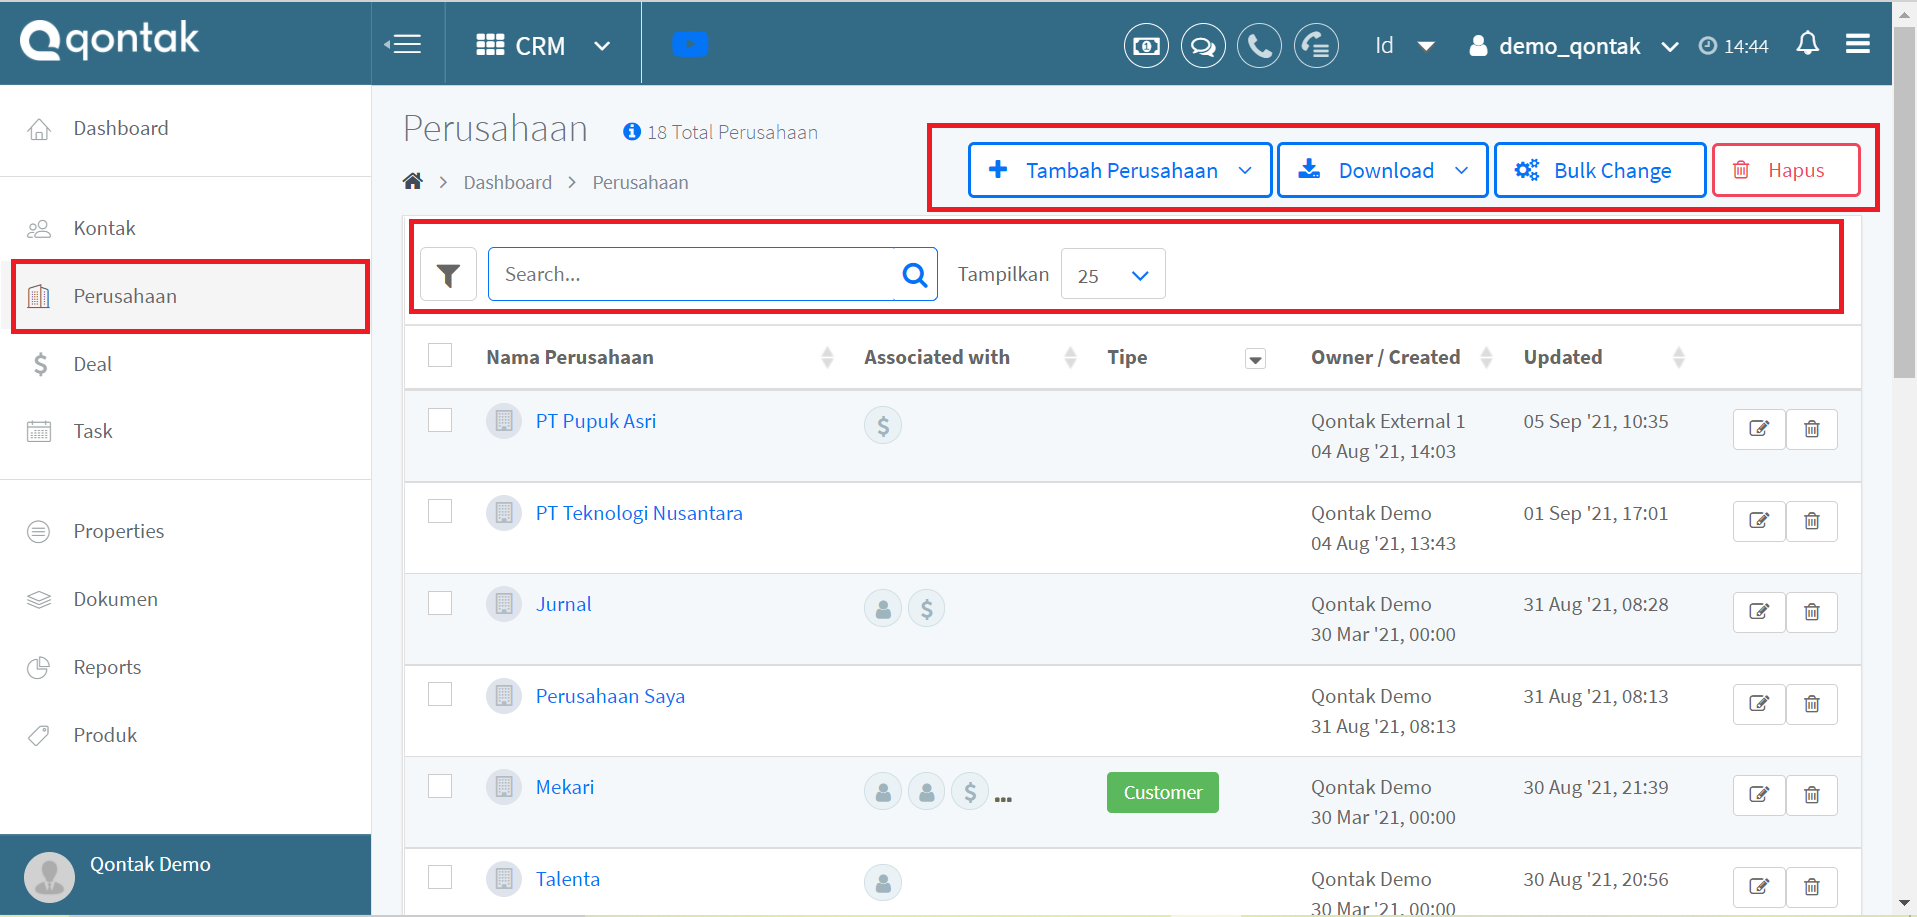 qontak
CRM
Id
demo_qontak
14:44
Dashboard
Kontak
Perusahaan
Deal
Task
Properties
Dokumen
Reports
Produk
Qontak Demo
Perusahaan
18 Total Perusahaan
Dashboard
Perusahaan
Tambah Perusahaan
Download
Bulk Change
Hapus
Search...
Tampilkan
25
Nama Perusahaan
Associated with
Tipe
Owner / Created
Updated
PT Pupuk Asri
Qontak External 1
05 Sep '21, 10:35
04 Aug '21, 14:03
PT Teknologi Nusantara
Qontak Demo
01 Sep '21, 17:01
04 Aug '21, 13:43
Jurnal
Qontak Demo
31 Aug '21, 08:28
30 Mar '21, 00:00
Perusahaan Saya
Qontak Demo
31 Aug '21, 08:13
31 Aug '21, 08:13
Mekari
...
Customer
Qontak Demo
30 Aug '21, 21:39
30 Mar '21, 00:00
Talenta
Qontak Demo
30 Aug '21, 20:56
30 Mar '21, 00:00